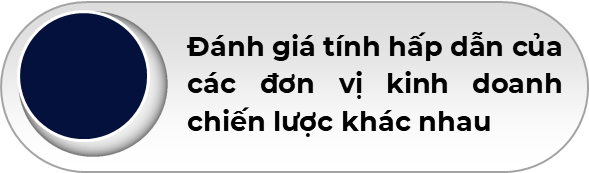 Đánh giá tính hấp dẫn của
các đơn vị kinh doanh
chiến lược khác nhau